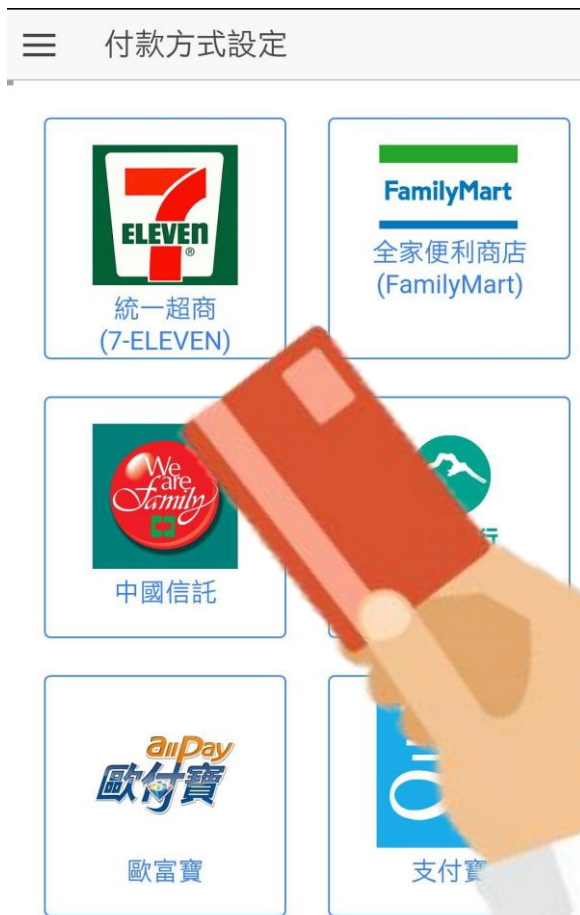 付款方式設定
7
ELEVEn
®
FamilyMart
統一超商
(7-ELEVEN)
全家便利商店
(FamilyMart)
We
are
Family
行
中國信託
allPay
歐付寶
歐富寶
支付寶